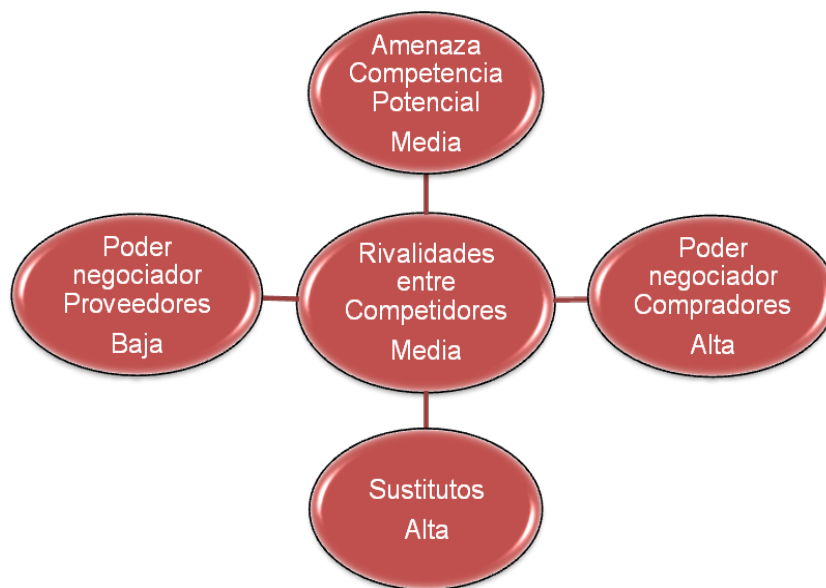 Amenaza
Competencia
Potencial
Media
Poder
negociador
Proveedores
Baja
Rivalidades
entre
Competidores
Media
Poder
negociador
Compradores
Alta
Sustitutos
Alta